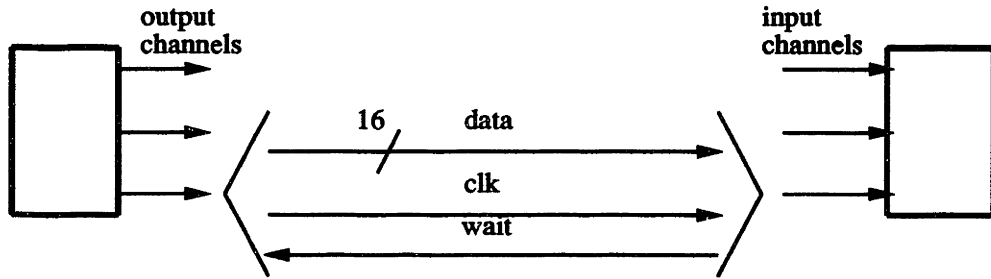 output
channels
input
channels
16
data
clk
wait